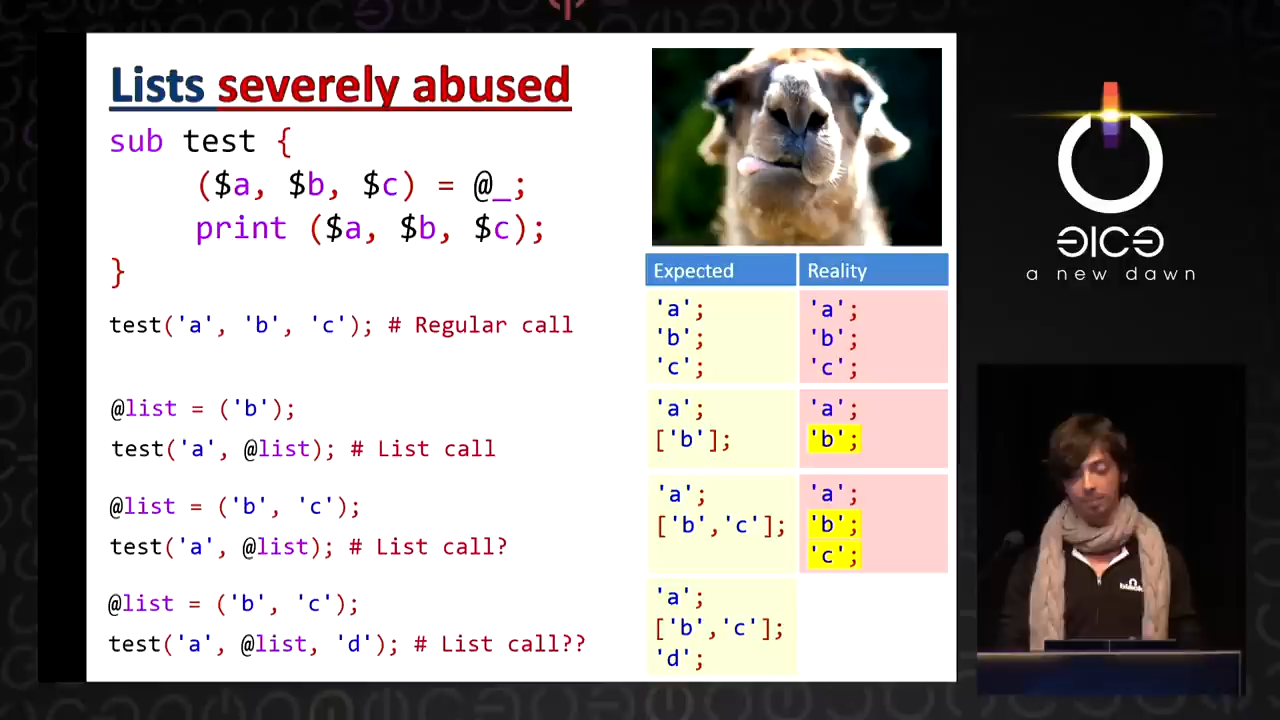 Lists severely abused
sub test {
($a, $b, $c) = @_;
print ($a, $b, $c);
}
test('a', 'b', 'c'); # Regular call
@list = ('b');
test('a', @list); # List call
@list = ('b', 'c');
test('a', @list); # List call?
@list = ('b', 'c');
test('a', @list, 'd'); # List call??
Expected
Reality
'a';
'b';
'c';
'a';
'b';
'c';
'a';
['b'];
'a';
'b';
'a';
['b','c'];
'a';
'b';
'c';
'a';
['b','c'];
'd';
a new dawn